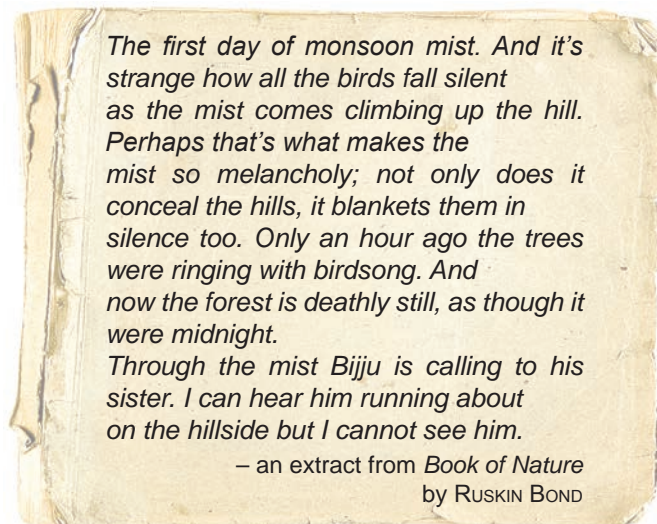 The first day of monsoon mist. And it's
strange how all the birds fall silent
as the mist comes climbing up the hill.
Perhaps that's what makes the
mist so melancholy; not only does it
conceal the hills, it blankets them in
silence too. Only an hour ago the trees
were ringing with birdsong. And
now the forest is deathly still, as though it
were midnight.
Through the mist Bijju is calling to his
sister. I can hear him running about
on the hillside but I cannot see him.
– an extract from Book of Nature
by RUSKIN BOND